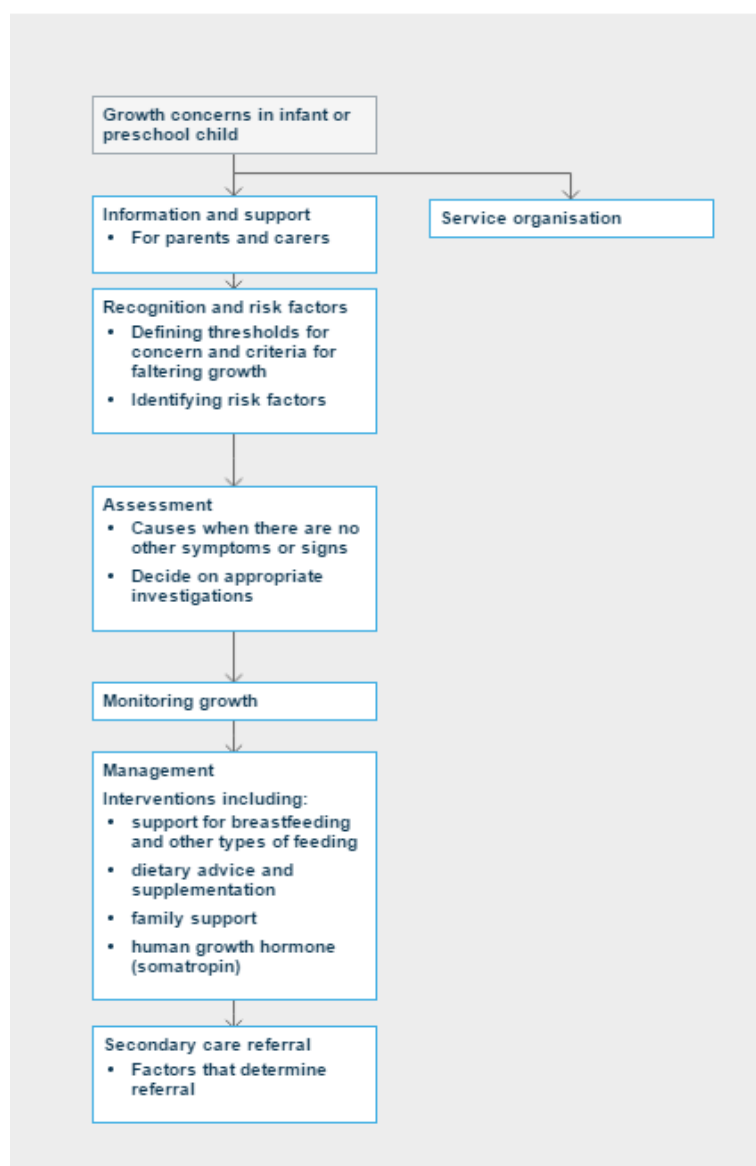 Growth concerns in infant or
preschool child
Information and support
• For parents and carers
Service organisation
Recognition and risk factors
• Defining thresholds for
concern and criteria for
faltering growth
• Identifying risk factors
Assessment
• Causes when there are no
other symptoms or signs
• Decide on appropriate
investigations
Monitoring growth
Management
Interventions including:
• support for breastfeeding
and other types of feeding
• dietary advice and
supplementation
• family support
• human growth hormone
(somatropin)
Secondary care referral
• Factors that determine
referral